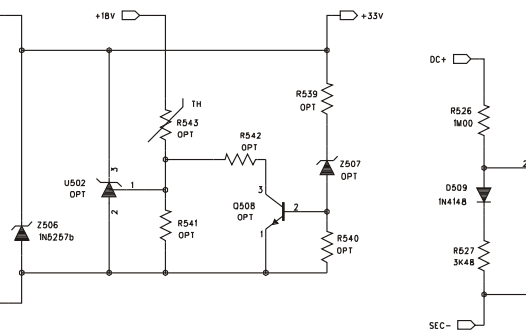 +18V
+33V
DC+
R539
OPT
TH
R543
OPT
R526
1M00
R542
OPT
Z507
OPT
3
U502
OPT
1
2
3
Q508
OPT
2
1
D509
1N4148
2
R541
OPT
Z506
1N5257b
R540
OPT
R527
3K48
SEC-